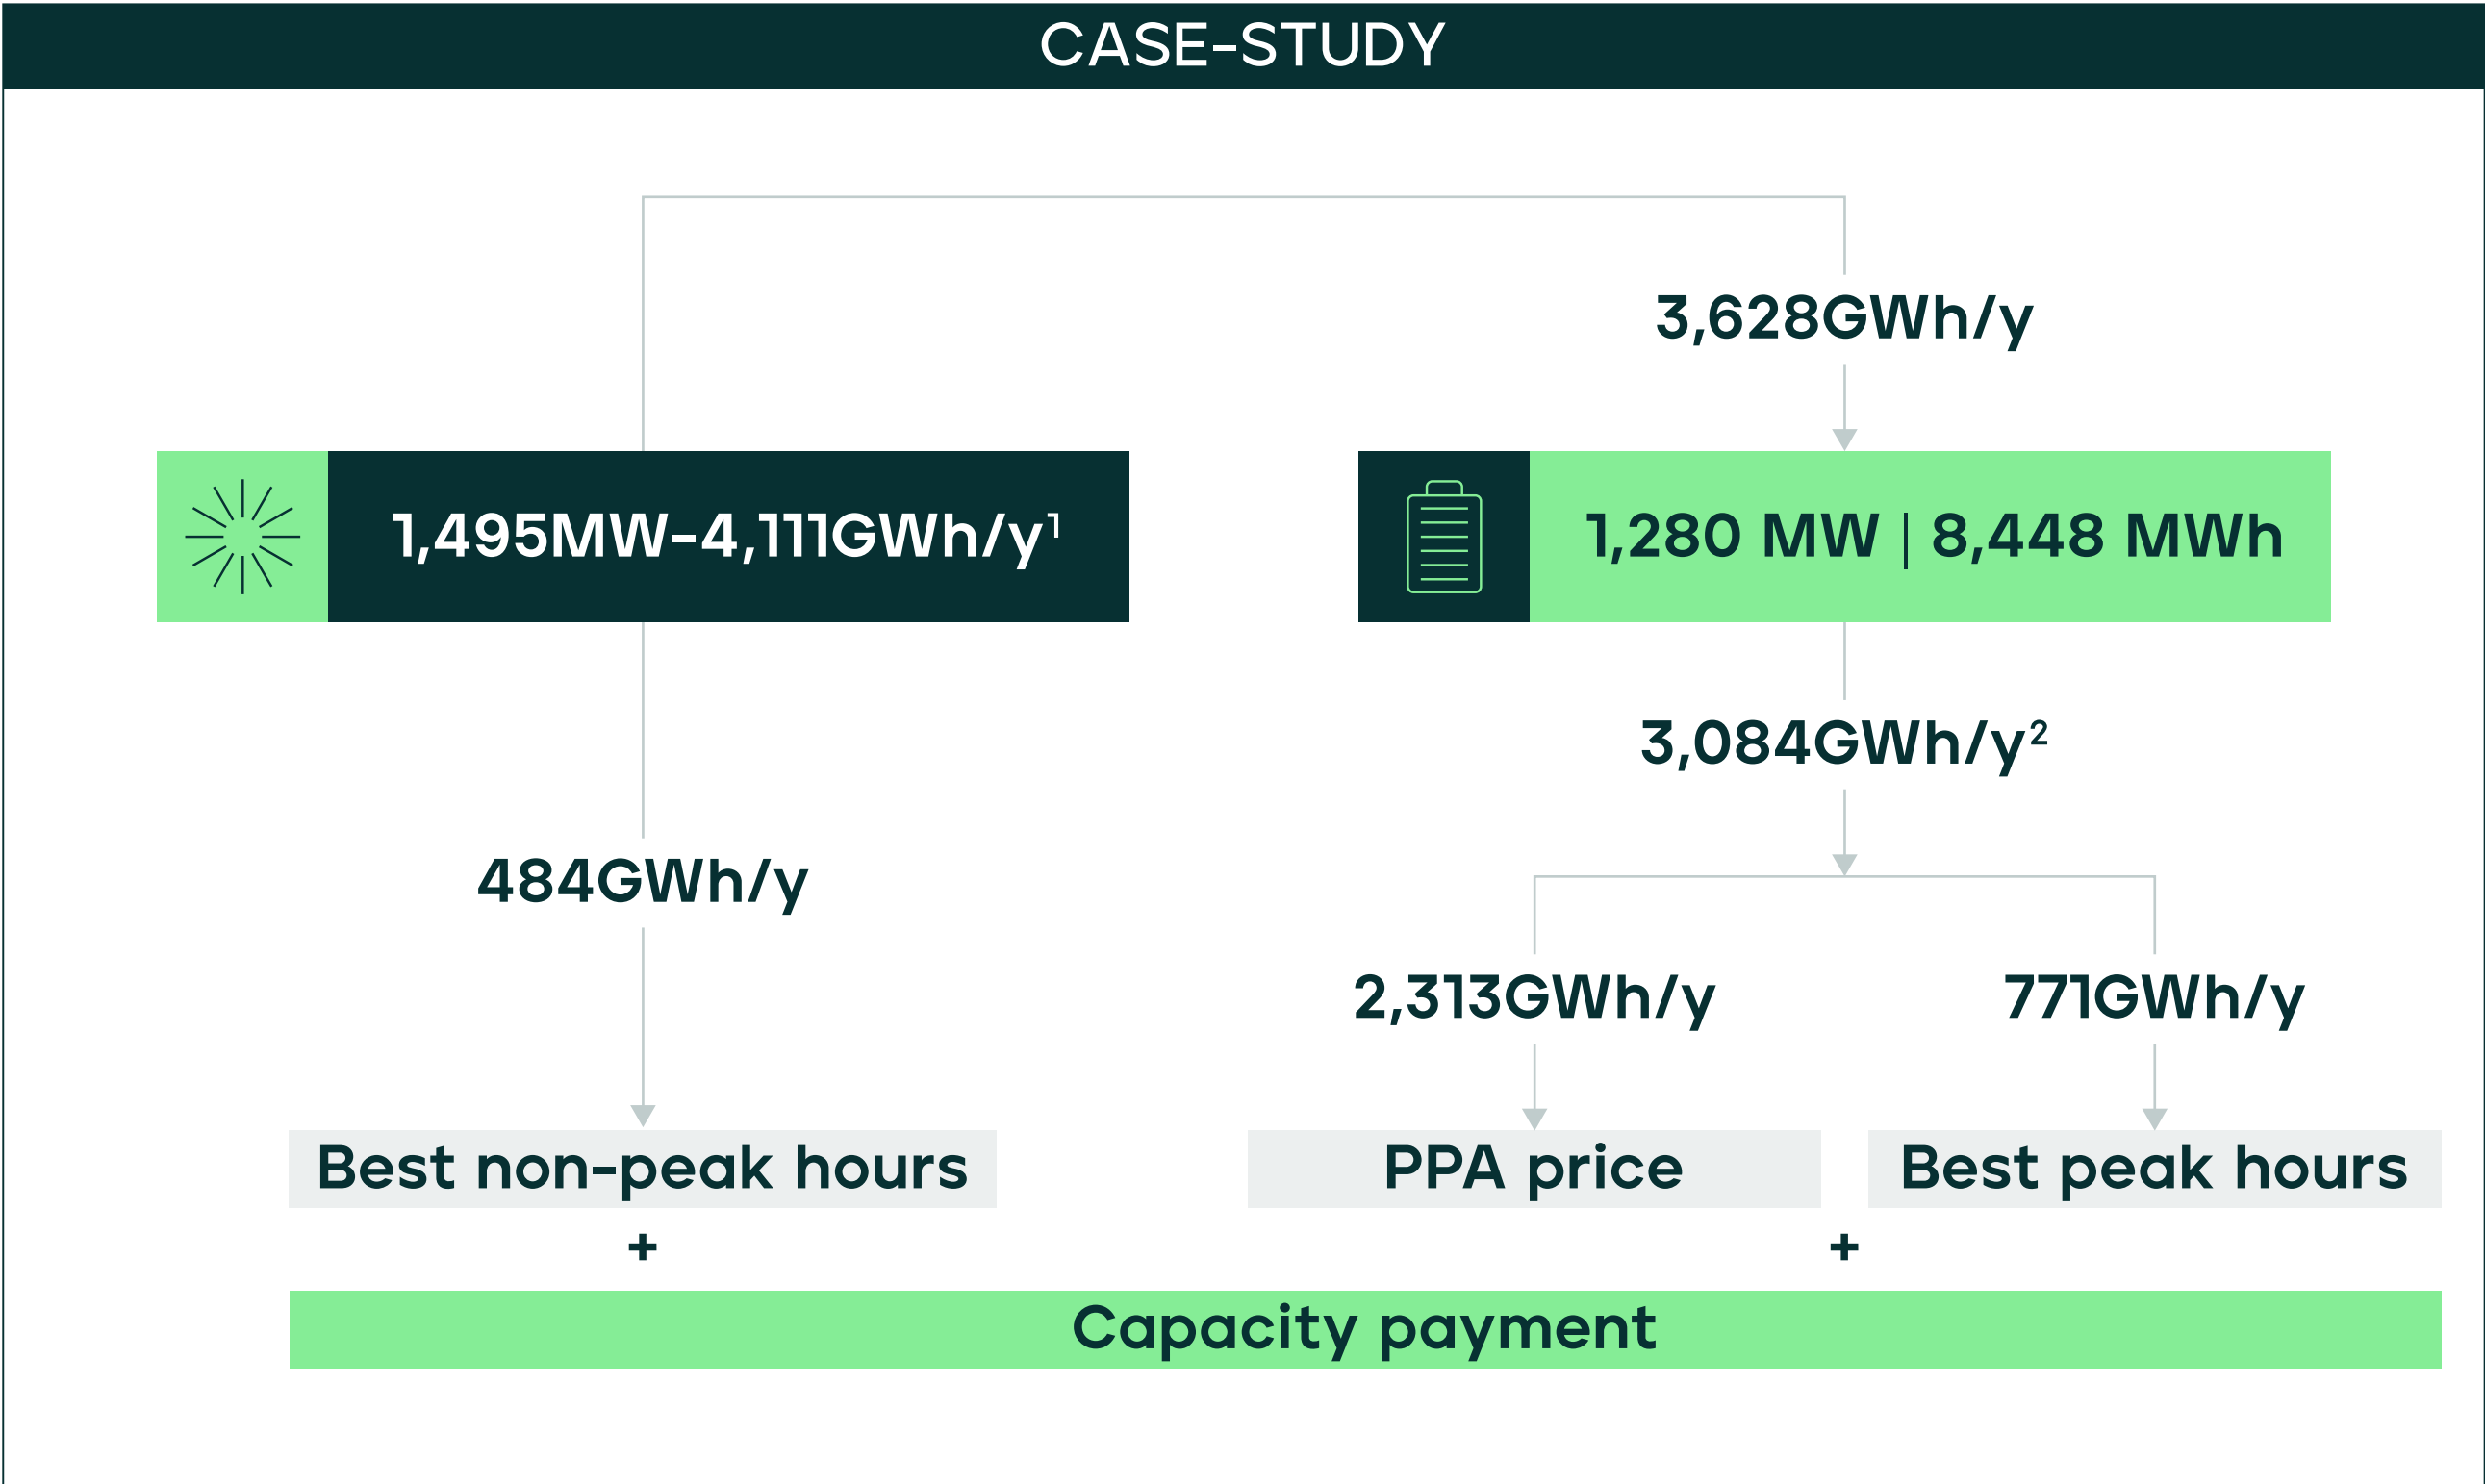 CASE-STUDY
3,628GWh/y
1,495MW-4,111GWh/y¹
1,280 MW | 8,448 MWh
3,084GWh/y²
484GWh/y
2,313GWh/y
771GWh/y
Best non-peak hours
PPA price
Best peak hours
+
+
Capacity payment